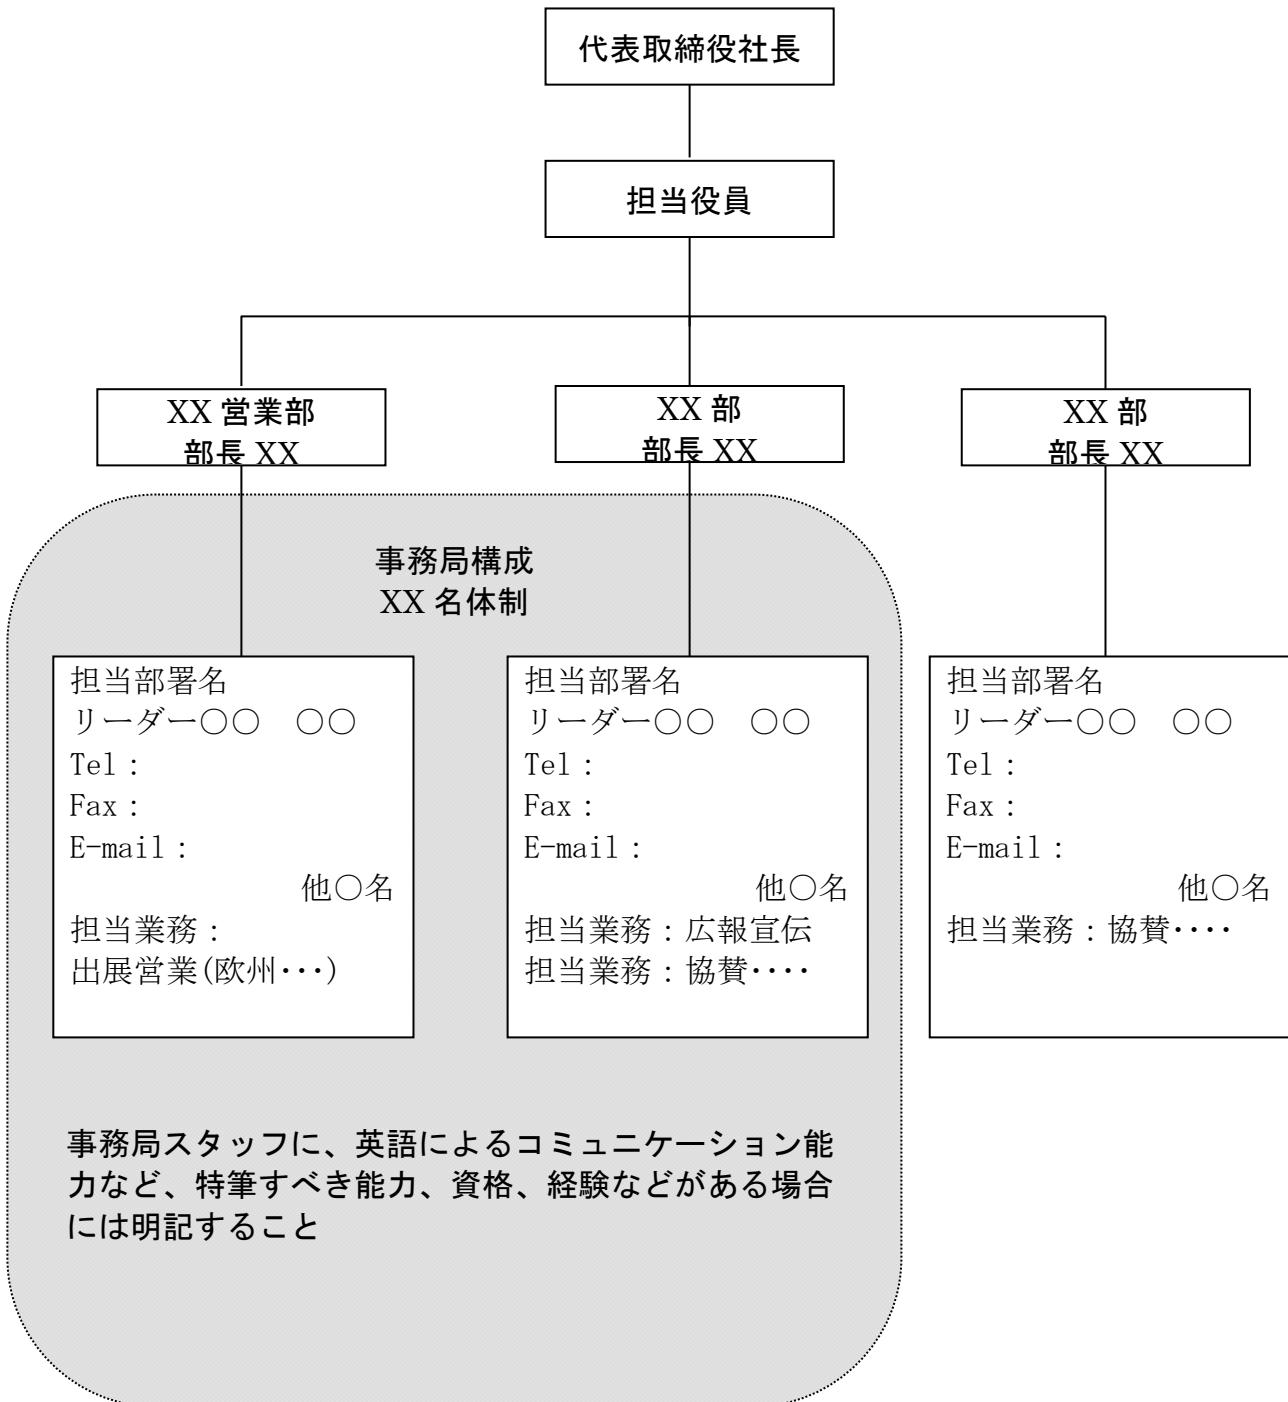 代表取締役社長
担当役員
XX 営業部
部長 XX
XX 部
部長 XX
XX 部
部長 XX
事務局構成
XX 名体制
担当部署名
リーダー○○　○○
Tel：
Fax：
E-mail：
他○名
担当業務：
出展営業(欧州･･･)
担当部署名
リーダー○○　○○
Tel：
Fax：
E-mail：
他○名
担当業務：広報宣伝
担当業務：協賛････
担当部署名
リーダー○○　○○
Tel：
Fax：
E-mail：
他○名
担当業務：協賛････
事務局スタッフに、英語によるコミュニケーション能
力など、特筆すべき能力、資格、経験などがある場合
には明記すること